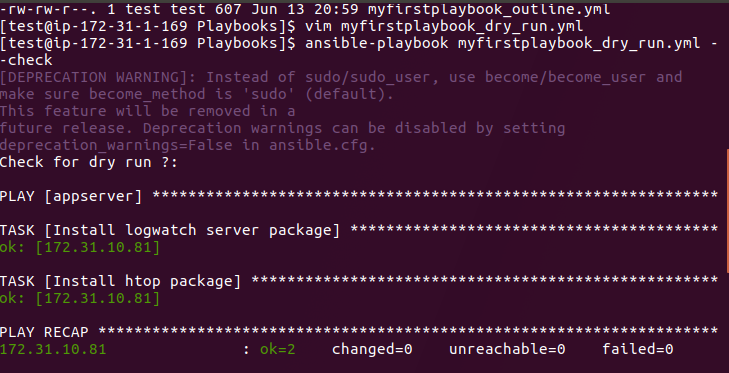 -rw-rw-r--. 1 test test 607 Jun 13 20:59 myfirstplaybook_outline.yml
[test@ip-172-31-1-169 Playbooks]$ vim myfirstplaybook_dry_run.yml
[test@ip-172-31-1-169 Playbooks]$ ansible-playbook myfirstplaybook_dry_run.yml -
-check
[DEPRECATION WARNING]: Instead of sudo/sudo_user, use become/become_user and
make sure become_method is 'sudo' (default).
This feature will be removed in a
future release. Deprecation warnings can be disabled by setting
deprecation_warnings=False in ansible.cfg.
Check for dry run ?:
PLAY [appserver] ***************************************************************
TASK [Install logwatch server package] *****************************************
ok: [172.31.10.81]
TASK [Install htop package] ****************************************************
ok: [172.31.10.81]
PLAY RECAP *********************************************************************
172.31.10.81               : ok=2    changed=0    unreachable=0    failed=0